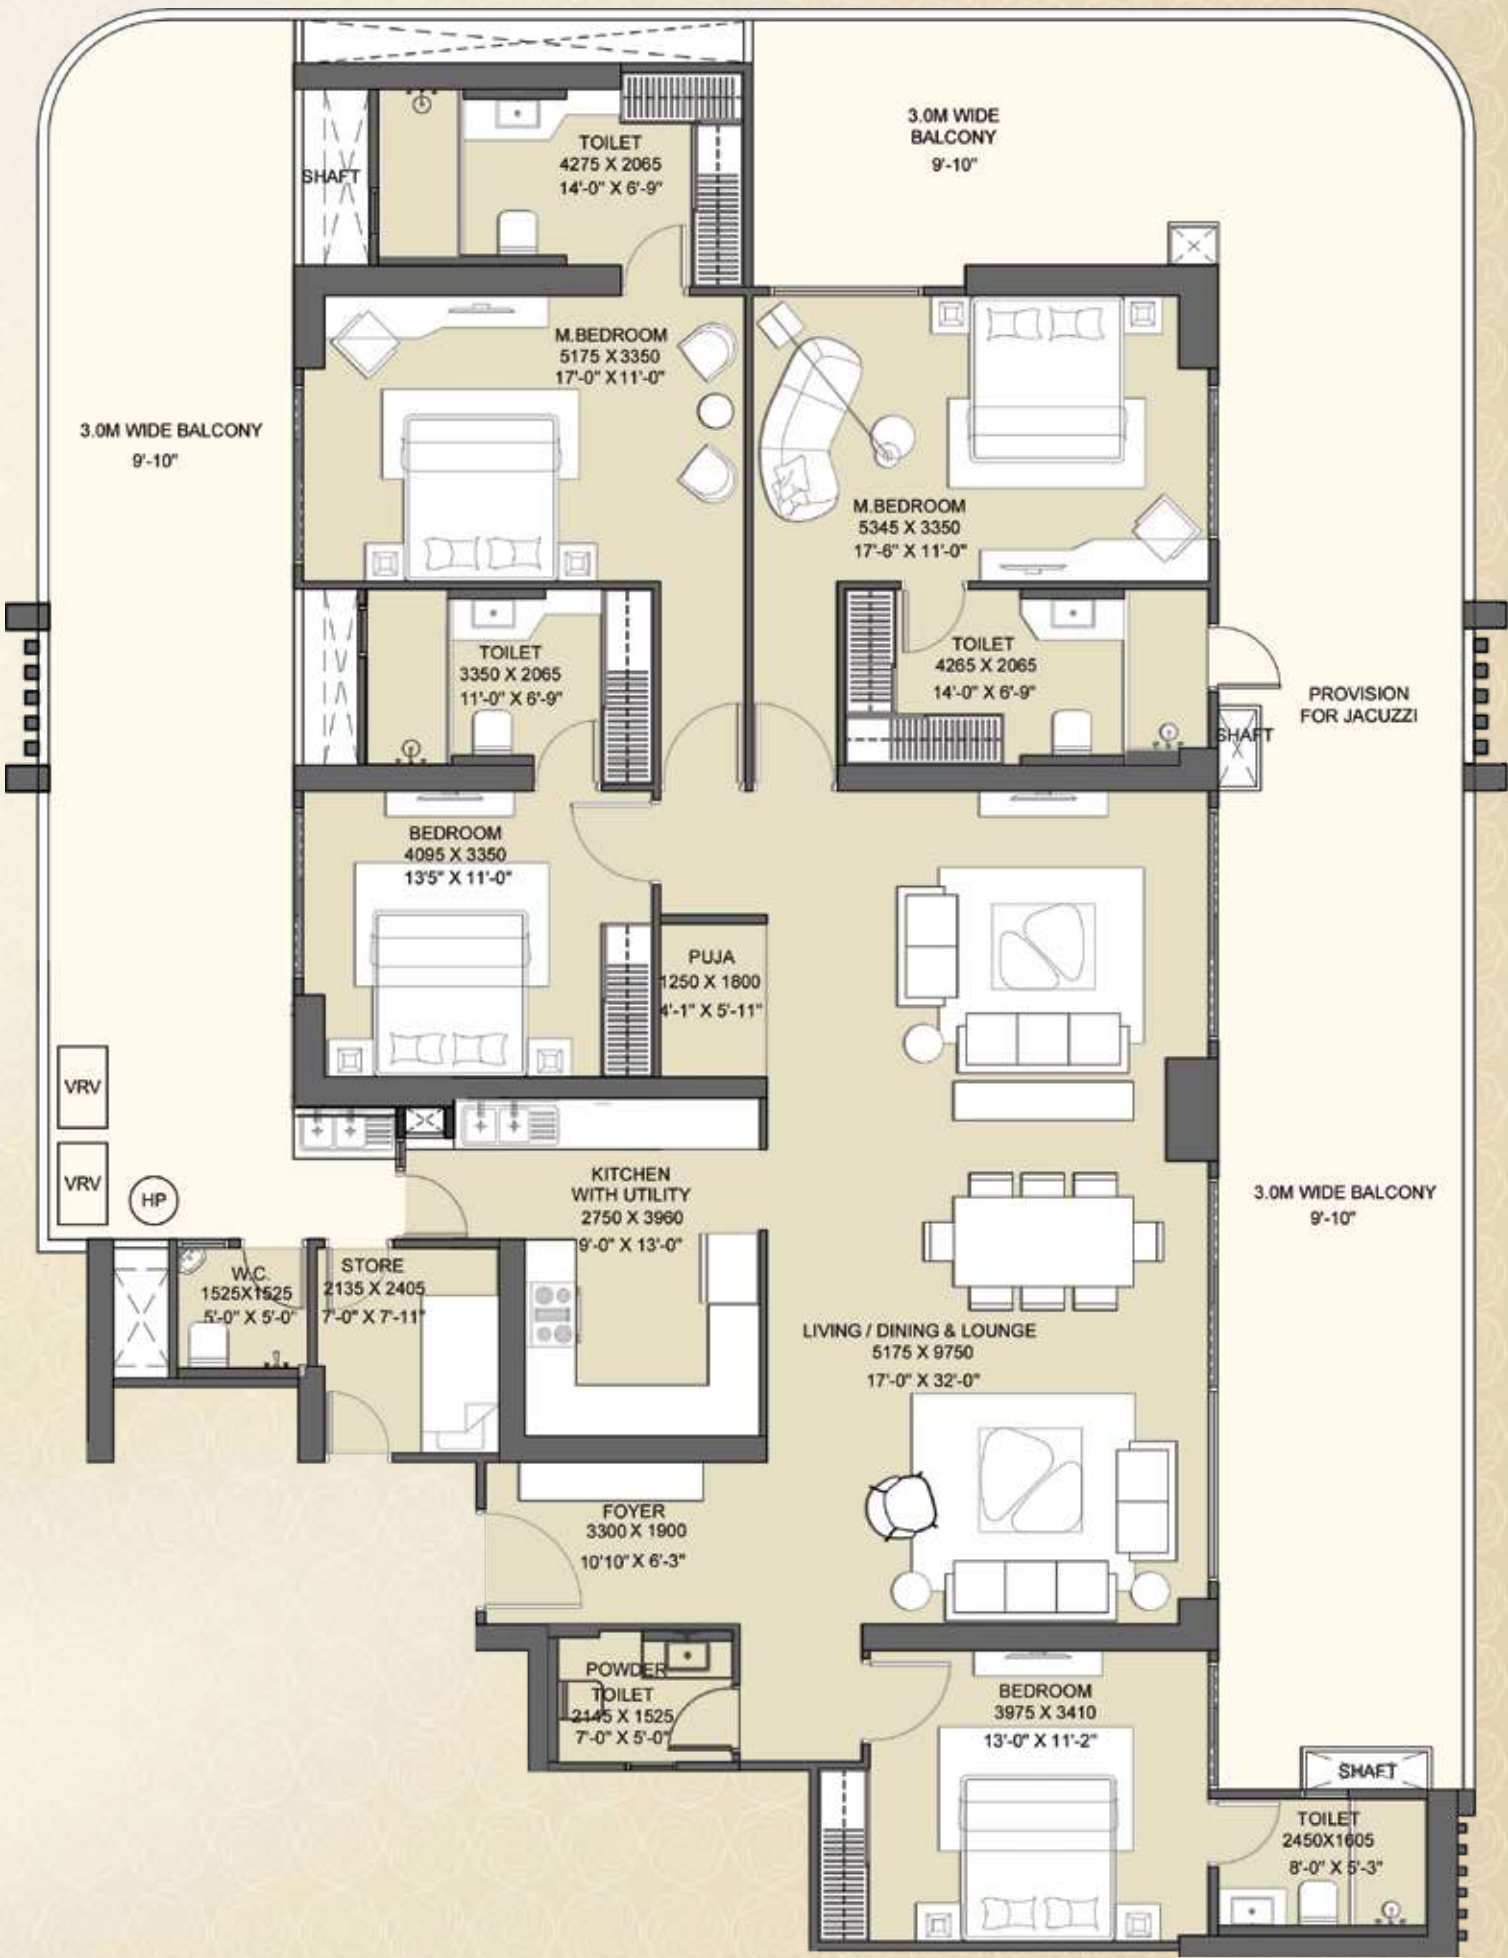 3.0M WIDE
BALCONY
9'-10"
TOILET
4275 X 2065
14'-0" X 6'-9"
SHAFT
M.BEDROOM
5175 X 3350
17'-0" X 11'-0"
3.0M WIDE BALCONY
9'-10"
M.BEDROOM
5345 X 3350
17'-6" X 11'-0"
TOILET
3350 X 2065
11'-0" X 6'-9"
TOILET
4265 X 2065
14'-0" X 6'-9"
PROVISION
FOR JACUZZI
SHAFT
BEDROOM
4095 X 3350
13'5" X 11'-0"
PUJA
1250 X 1800
4'-1" X 5'-11"
VRV
VRV
HP
KITCHEN
WITH UTILITY
2750 X 3960
9'-0" X 13'-0"
3.0M WIDE BALCONY
9'-10"
W.C.
1525X1525
5'-0" X 5'-0"
STORE
2135 X 2405
7'-0" X 7'-11"
LIVING / DINING & LOUNGE
5175 X 9750
17'-0" X 32'-0"
FOYER
3300 X 1900
10'10" X 6'-3"
POWDER
TOILET
2145 X 1525
7'-0" X 5'-0"
BEDROOM
3975 X 3410
13'-0" X 11'-2"
SHAFT
TOILET
2450X1605
8'-0" X 5'-3"